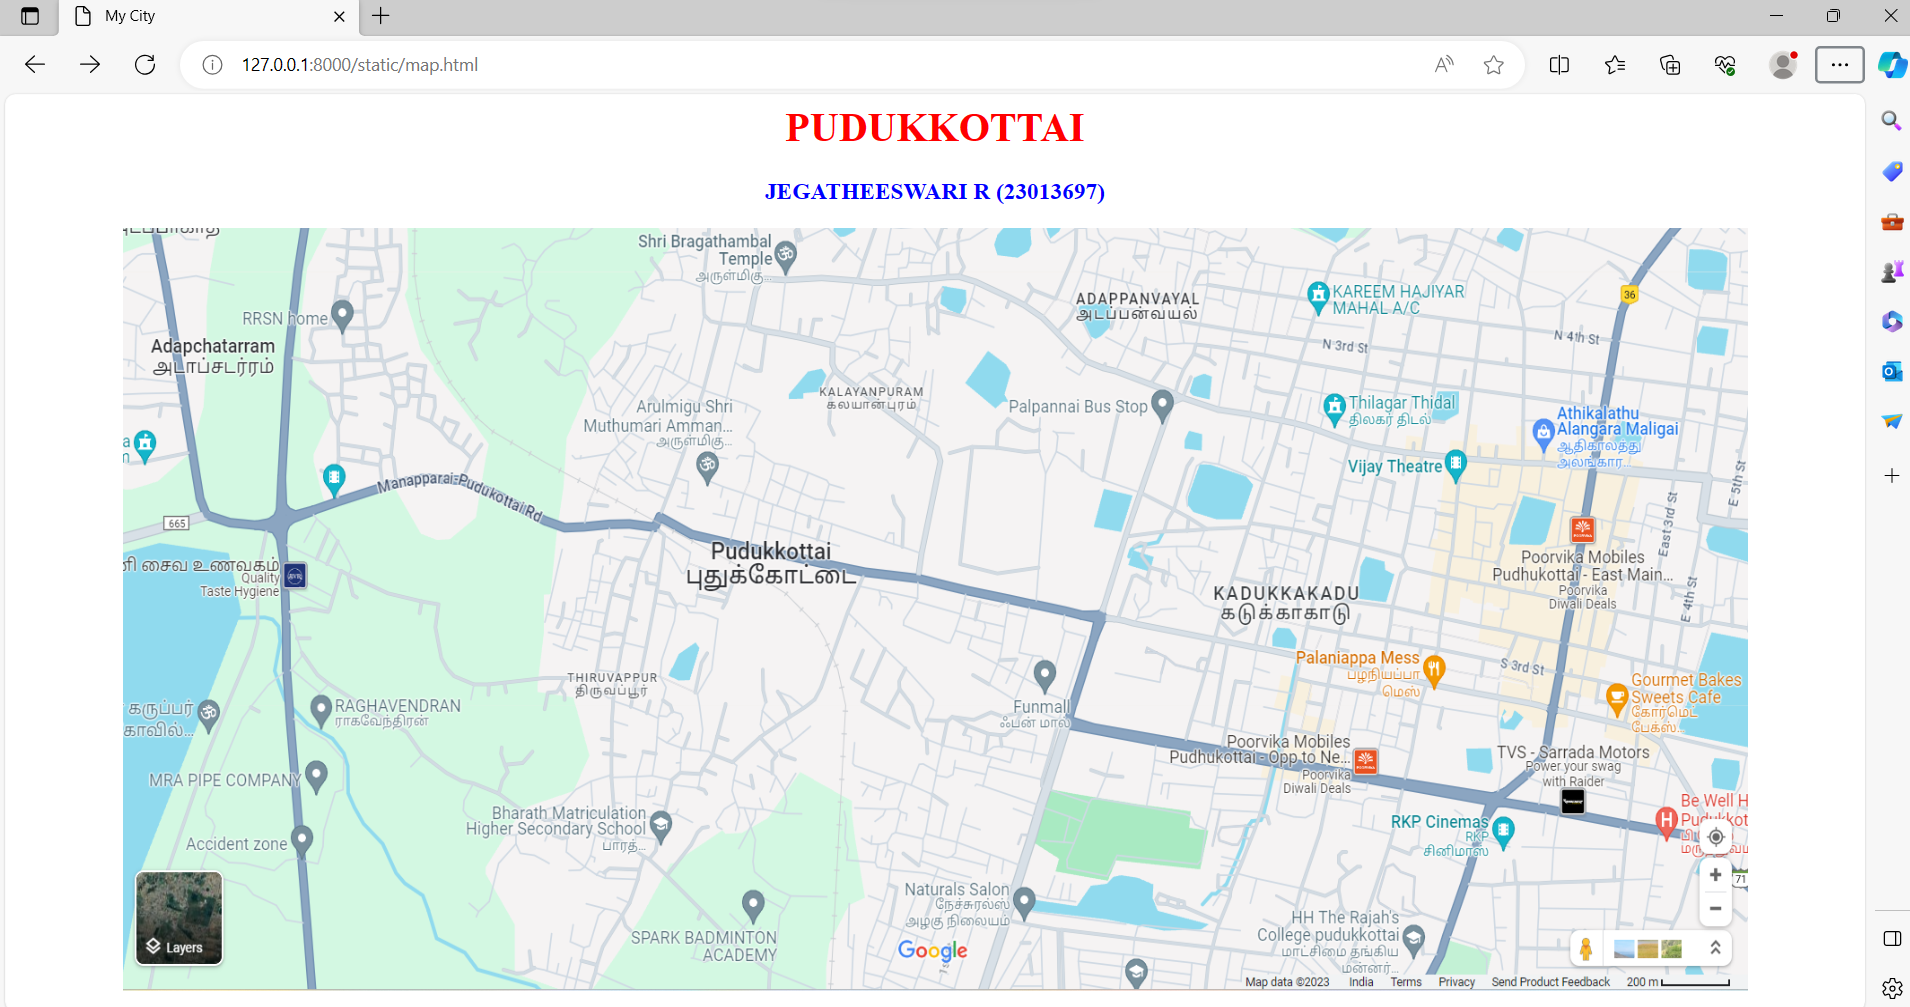 My City
127.0.0.1:8000/static/map.html
PUDUKKOTTAI
JEGATHEESWARI R (23013697)
Shri Bragathambal
Temple
அருள்மிகு...
ADAPPANVAYAL
அடப்பன்வயல்
KAREEM HAJIYAR
MAHAL A/C
36
RRSN home
Adapchatarram
அடாப்சடர்ரம்
N 3rd St
N 4th St
KALAYANPURAM
கலயான்புரம்
Arulmigu Shri
Muthumari Amman...
அருள்மிகு...
Palpannai Bus Stop
Thilagar Thidal
திலகர் திடல்
Athikalathu
Alangara Maligai
ஆதிகாலத்து
அலங்கார...
Vijay Theatre
E 5th St
Manapparai-Pudukottai Rd
665
East 3rd St
Pudukkottai
புதுக்கோட்டை
Poorvika Mobiles
Pudhukottai - East Main...
Poorvika
Diwali Deals
னி சைவ உணவகம்
Quality
Taste Hygiene
KADUKKAKADU
கடுக்காகாடு
E 4th St
Palaniappa Mess
பழநியப்பா
மெஸ்
S 3rd St
THIRUVAPPUR
திருவப்பூர்
Gourmet Bakes
Sweets Cafe
கோர்மெட்
பேக்ஸ்...
கருப்பர்
காவில்...
RAGHAVENDRAN
ராகவேந்திரன்
Funmall
ஃபன் மால்
Poorvika Mobiles
Pudhukottai - Opp to Ne...
Poorvika
Diwali Deals
TVS - Sarrada Motors
Power your swag
with Raider
MRA PIPE COMPANY
Be Well H
Pudukkot
Bharath Matriculation
Higher Secondary School
பாரத்...
RKP Cinemas
RKP
சினிமாஸ்
Accident zone
71
Naturals Salon
நேச்சுரல்ஸ்
அழகு நிலையம்
HH The Rajah's
College pudukkottai
மாட்சிமை தங்கிய
மன்னர்...
SPARK BADMINTON
ACADEMY
Layers
Google
Map data ©2023 India Terms Privacy Send Product Feedback 200 m